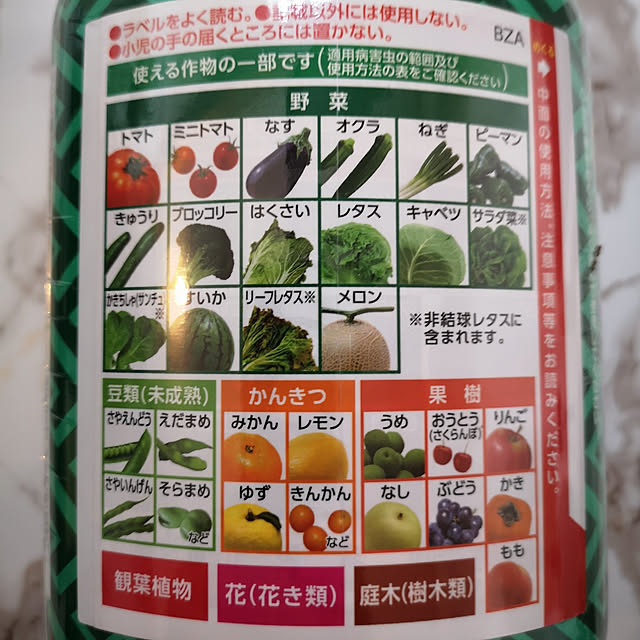 ●ラベルをよく読む。●
以外には使用しない。
●小児の手の届くところには置かない。
BZA
めくる
使える作物の一部です(適用病害虫の範囲及び
使用方法の表をご確認ください)
野菜
トマト ミニトマト なす オクラ ねぎ ピーマン
きゅうり ブロッコリー はくさい レタス キャベツ サラダ菜※
かきちしゃ(サンチュ ※ すいか リーフレタス※ メロン
※非結球レタスに
含まれます。
豆類(未成熟)
さやえんどう えだまめ
さやいんげん そらまめ
など
かんきつ
みかん レモン
ゆず きんかん
など
果樹
うめ おうとう
(さくらんぼ)
りんご
なし ぶどう かき
もも
観葉植物 花(花き類) 庭木(樹木類)
中面の使用方法、注意事項等をお読みください。